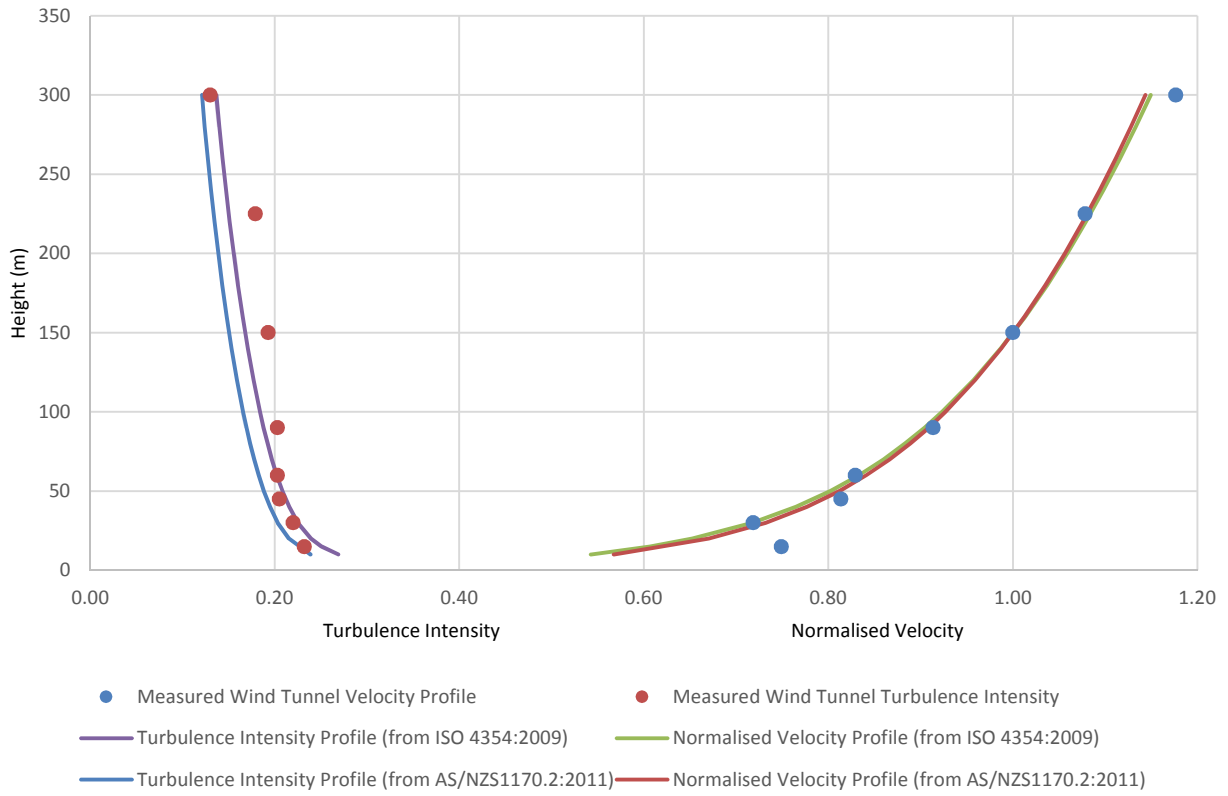 350
300
250
200
150
100
50
0
Height (m)
0.00 0.20 0.40 0.60 0.80 1.00 1.20
Turbulence Intensity Normalised Velocity
Measured Wind Tunnel Velocity Profile Measured Wind Tunnel Turbulence Intensity
Turbulence Intensity Profile (from ISO 4354:2009) Normalised Velocity Profile (from ISO 4354:2009)
Turbulence Intensity Profile (from AS/NZS1170.2:2011) Normalised Velocity Profile (from AS/NZS1170.2:2011)